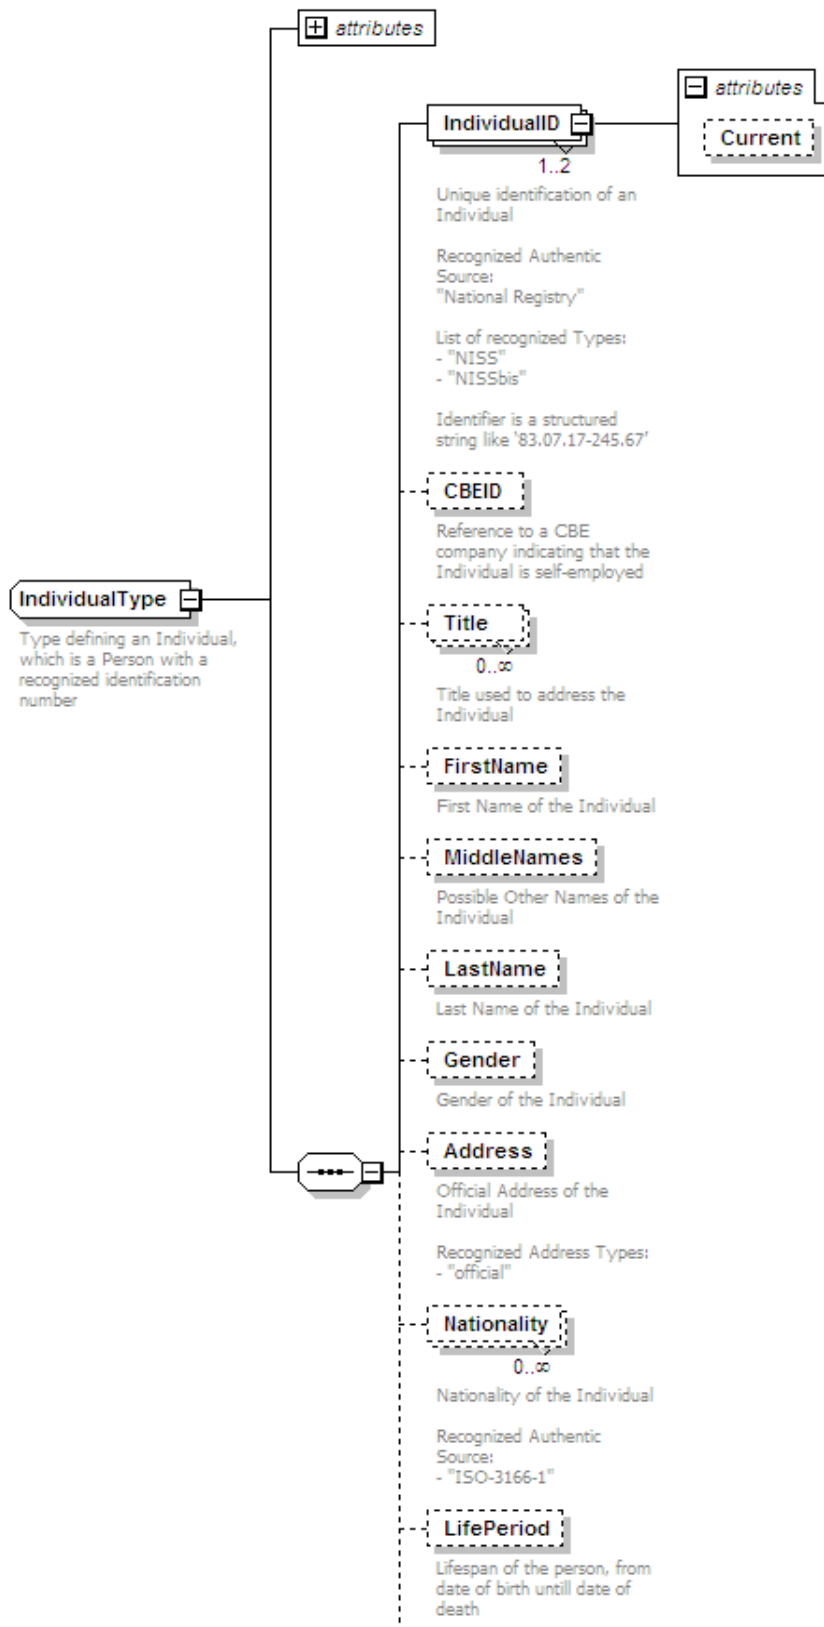 attributes
attributes
IndividualID
Current
1..2
Unique identification of an
Individual
Recognized Authentic
Source:
"National Registry"
List of recognized Types:
- "NISS"
- "NISSbis"
Identifier is a structured
string like '83.07.17-245.67'
CBEID
Reference to a CBE
company indicating that the
Individual is self-employed
IndividualType
Type defining an Individual,
which is a Person with a
recognized identification
number
Title
0..∞
Title used to address the
Individual
FirstName
First Name of the Individual
MiddleNames
Possible Other Names of the
Individual
LastName
Last Name of the Individual
Gender
Gender of the Individual
Address
Official Address of the
Individual
Recognized Address Types:
- "official"
Nationality
0..∞
Nationality of the Individual
Recognized Authentic
Source:
- "ISO-3166-1"
LifePeriod
Lifespan of the person, from
date of birth untill date of
death